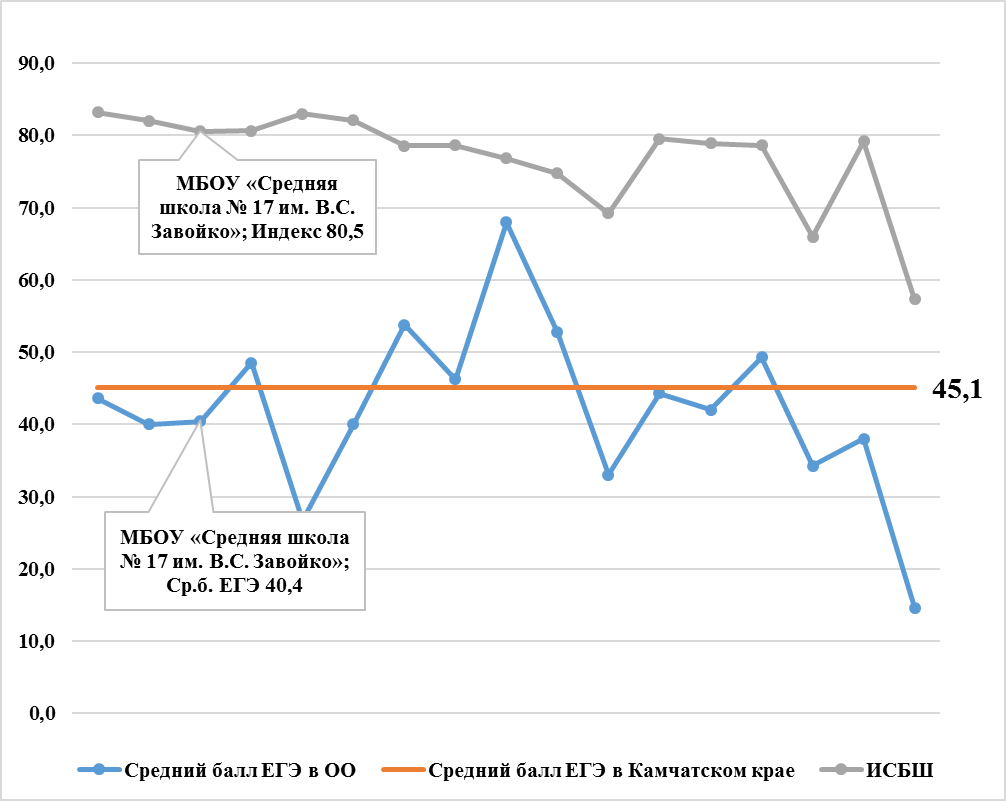 90,0
80,0
70,0
60,0
50,0
40,0
30,0
20,0
10,0
0,0
МБОУ «Средняя
школа № 17 им. В.С.
Завойко»; Индекс 80,5
45,1
МБОУ «Средняя школа
№ 17 им. В.С. Завойко»;
Ср.б. ЕГЭ 40,4
Средний балл ЕГЭ в ОО
Средний балл ЕГЭ в Камчатском крае
ИСБШ